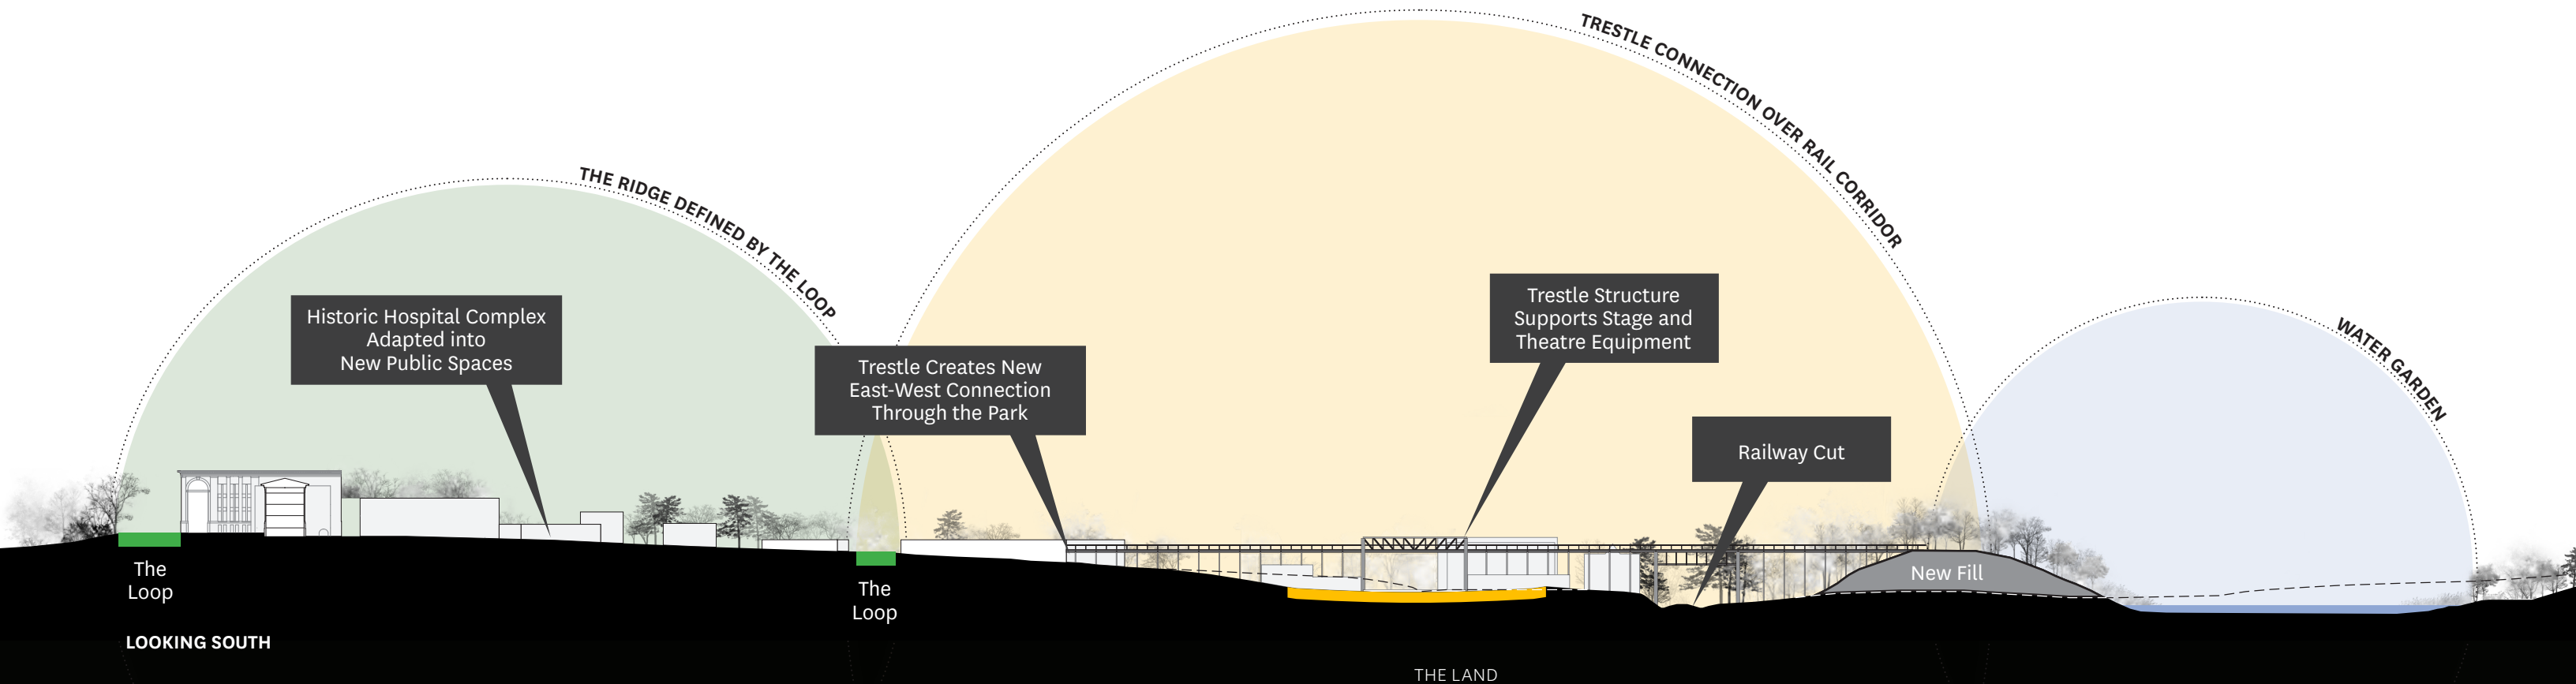 TRESTLE CONNECTION OVER RAIL CORRIDOR
THE RIDGE DEFINED BY THE LOOP
WATER GARDEN
Historic Hospital Complex
Adapted into
New Public Spaces
Trestle Creates New
East-West Connection
Through the Park
Trestle Structure
Supports Stage and
Theatre Equipment
Railway Cut
The
Loop
The
Loop
New Fill
LOOKING SOUTH
THE LAND